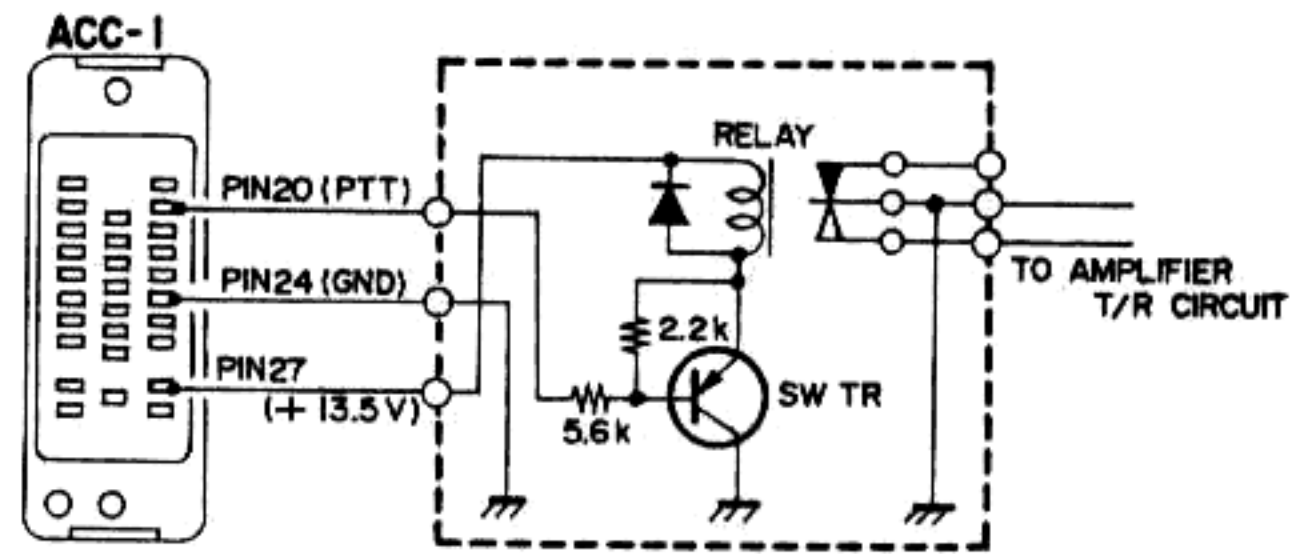 ACC-1
RELAY
PIN20 (PTT)
PIN24 (GND)
TO AMPLIFIER
T/R CIRCUIT
2.2k
PIN27
(+13.5V)
SW TR
5.6k